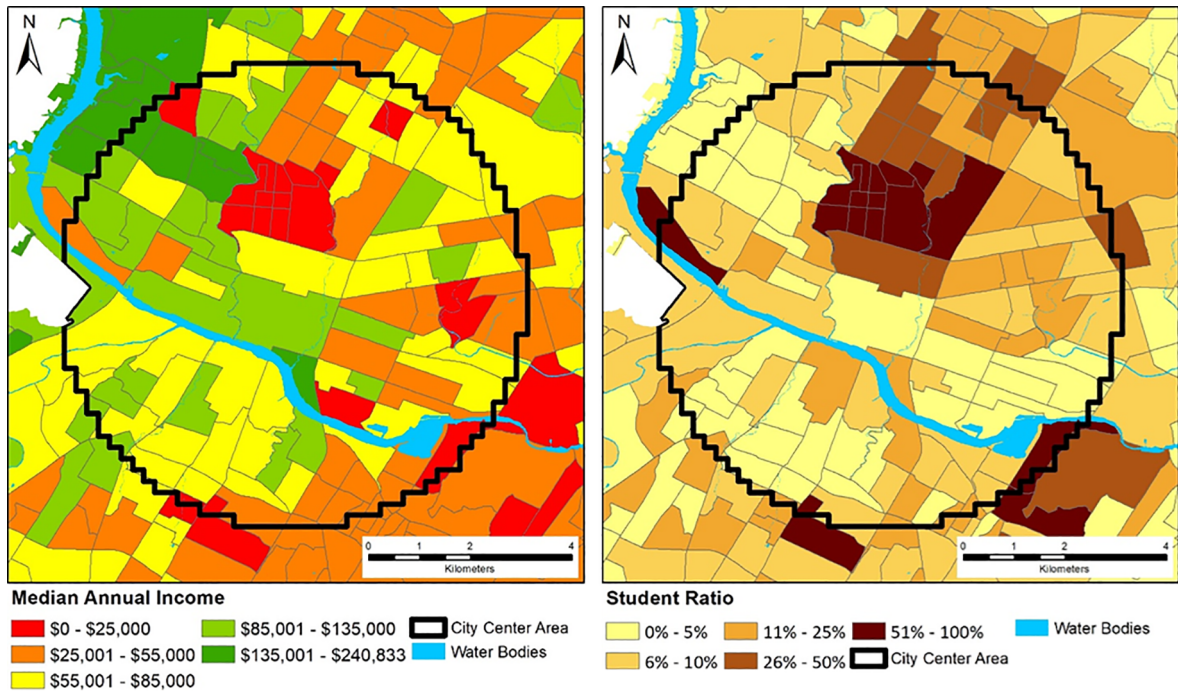 N
N
0 1 2 4
Kilometers
0 1 2 4
Kilometers
Median Annual Income
$0 - $25,000
$85,001 - $135,000
City Center Area
$25,001 - $55,000
$135,001 - $240,833
Water Bodies
$55,001 - $85,000
Student Ratio
0% - 5%
11% - 25%
51% - 100%
Water Bodies
6% - 10%
26% - 50%
City Center Area